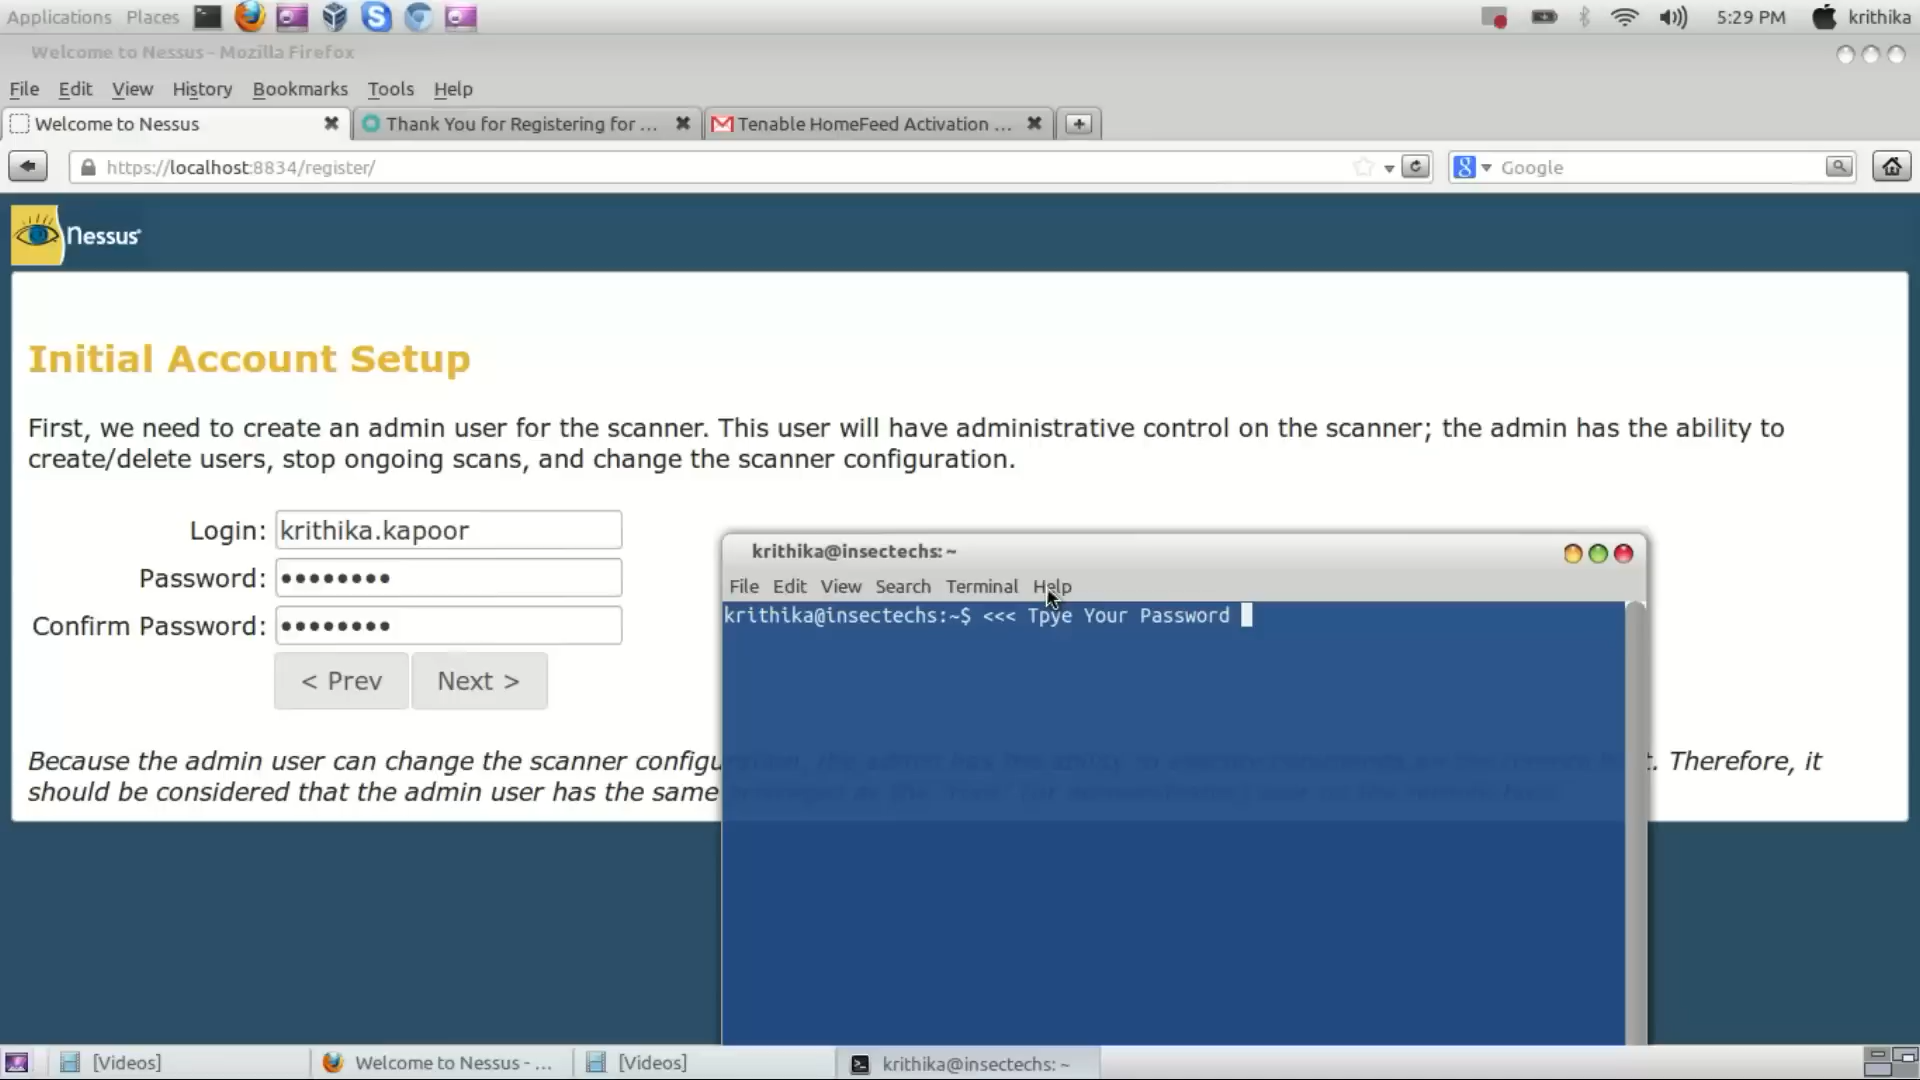 Applications Places 5:29 PM krithika
Welcome to Nessus - Mozilla Firefox
File Edit View History Bookmarks Tools Help
Welcome to Nessus Thank You for Registering for ... Tenable HomeFeed Activation ...
https://localhost:8834/register/ Google
Nessus
Initial Account Setup
First, we need to create an admin user for the scanner. This user will have administrative control on the scanner; the admin has the ability to
create/delete users, stop ongoing scans, and change the scanner configuration.
Login: krithika.kapoor
Password: ••••••••
Confirm Password: ••••••••
< Prev Next >
krithika@insectechs: ~
File Edit View Search Terminal Help
krithika@insectechs:~$ <<< Tpye Your Password
Because the admin user can change the scanner t. Therefore, it
should be considered that the admin user has the same
[Videos] Welcome to Nessus - ... [Videos] krithika@insectechs: ~